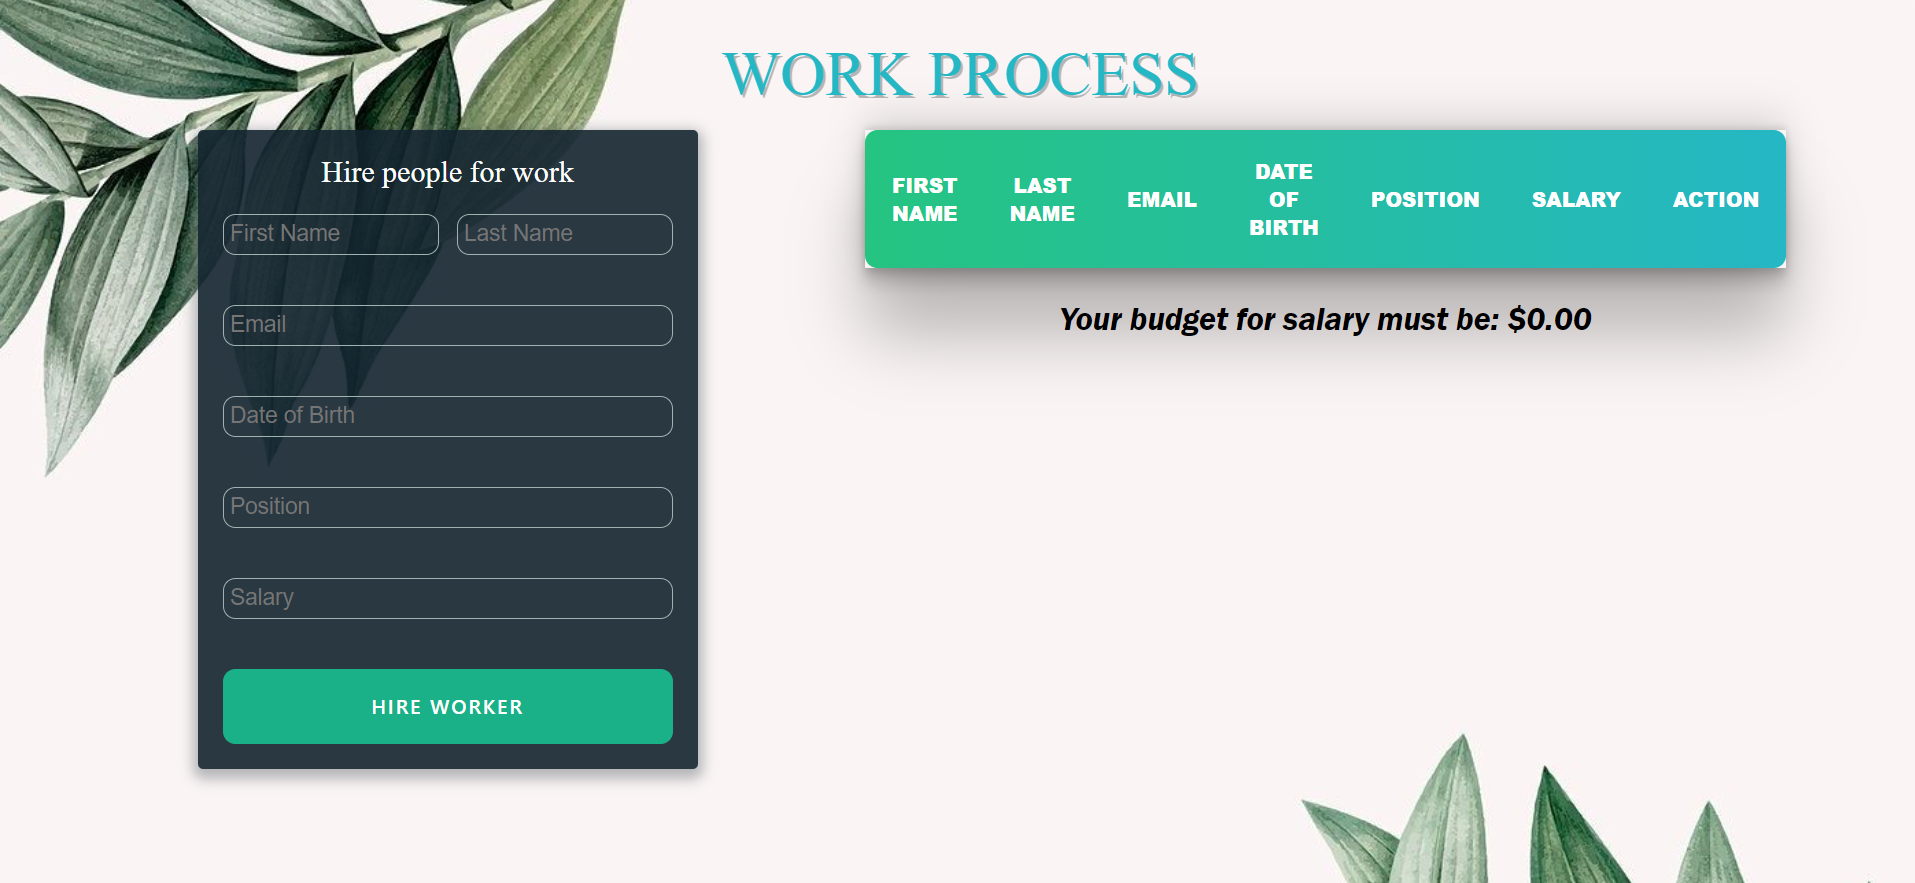 WORK PROCESS
Hire people for work
First Name Last Name
Email
Date of Birth
Position
Salary
HIRE WORKER
FIRST NAME LAST NAME EMAIL DATE OF BIRTH POSITION SALARY ACTION
Your budget for salary must be: $0.00